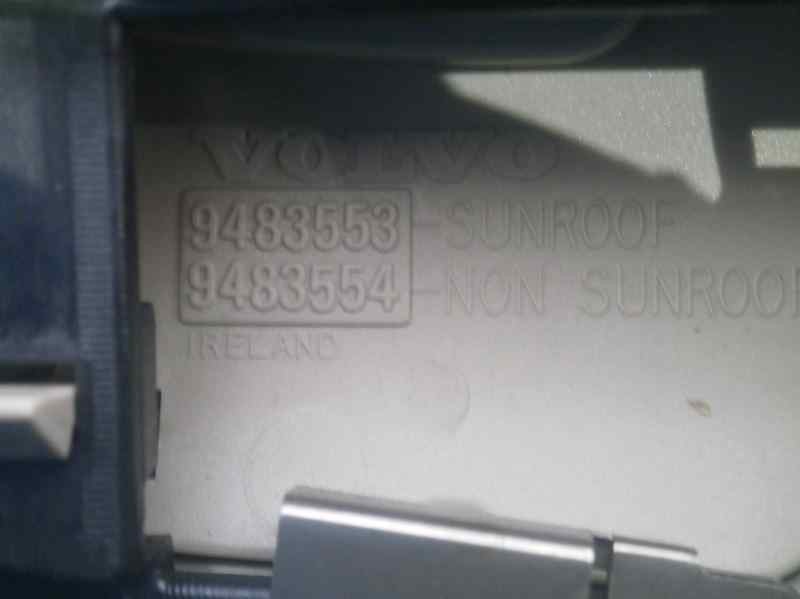 VOLVO
9483553-SUNROOF
9483554-NON SUNROOF
IRELAND